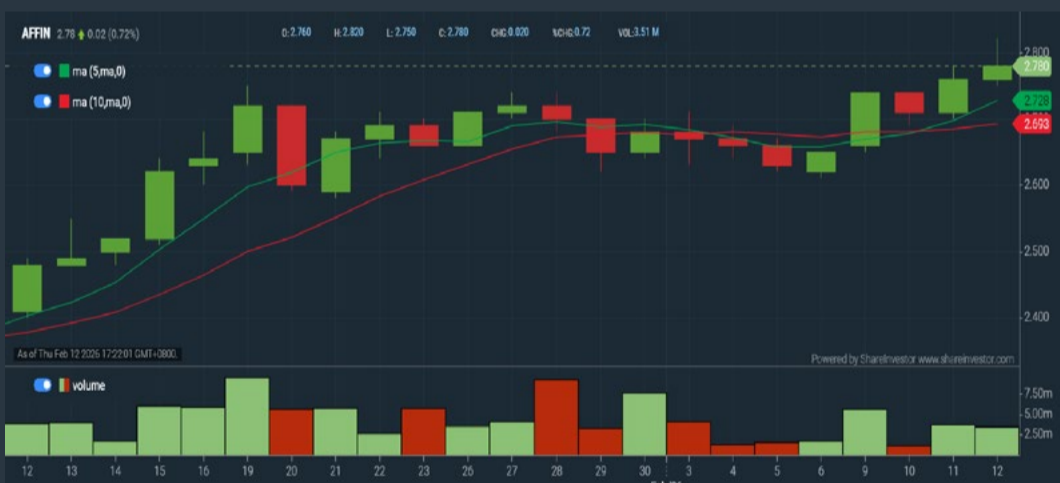 AFFIN 2.78 0.02 (0.72%) O:2.760 H:2.820 L:2.750 C:2.780 CHG:0.020 %CHG:0.72 VOL:3.51 M
ma (5,ma,0)
ma (10,ma,0)
2.800
2.780
2.728
2.693
2.600
2.500
2.400
As of Thu Feb 12 2026 17:22:01 GMT+0800.
Powered by ShareInvestor www.shareinvestor.com
volume
7.50m
5.00m
2.50m
12 13 14 15 16 19 20 21 22 23 26 27 28 29 30 3 4 5 6 9 10 11 12